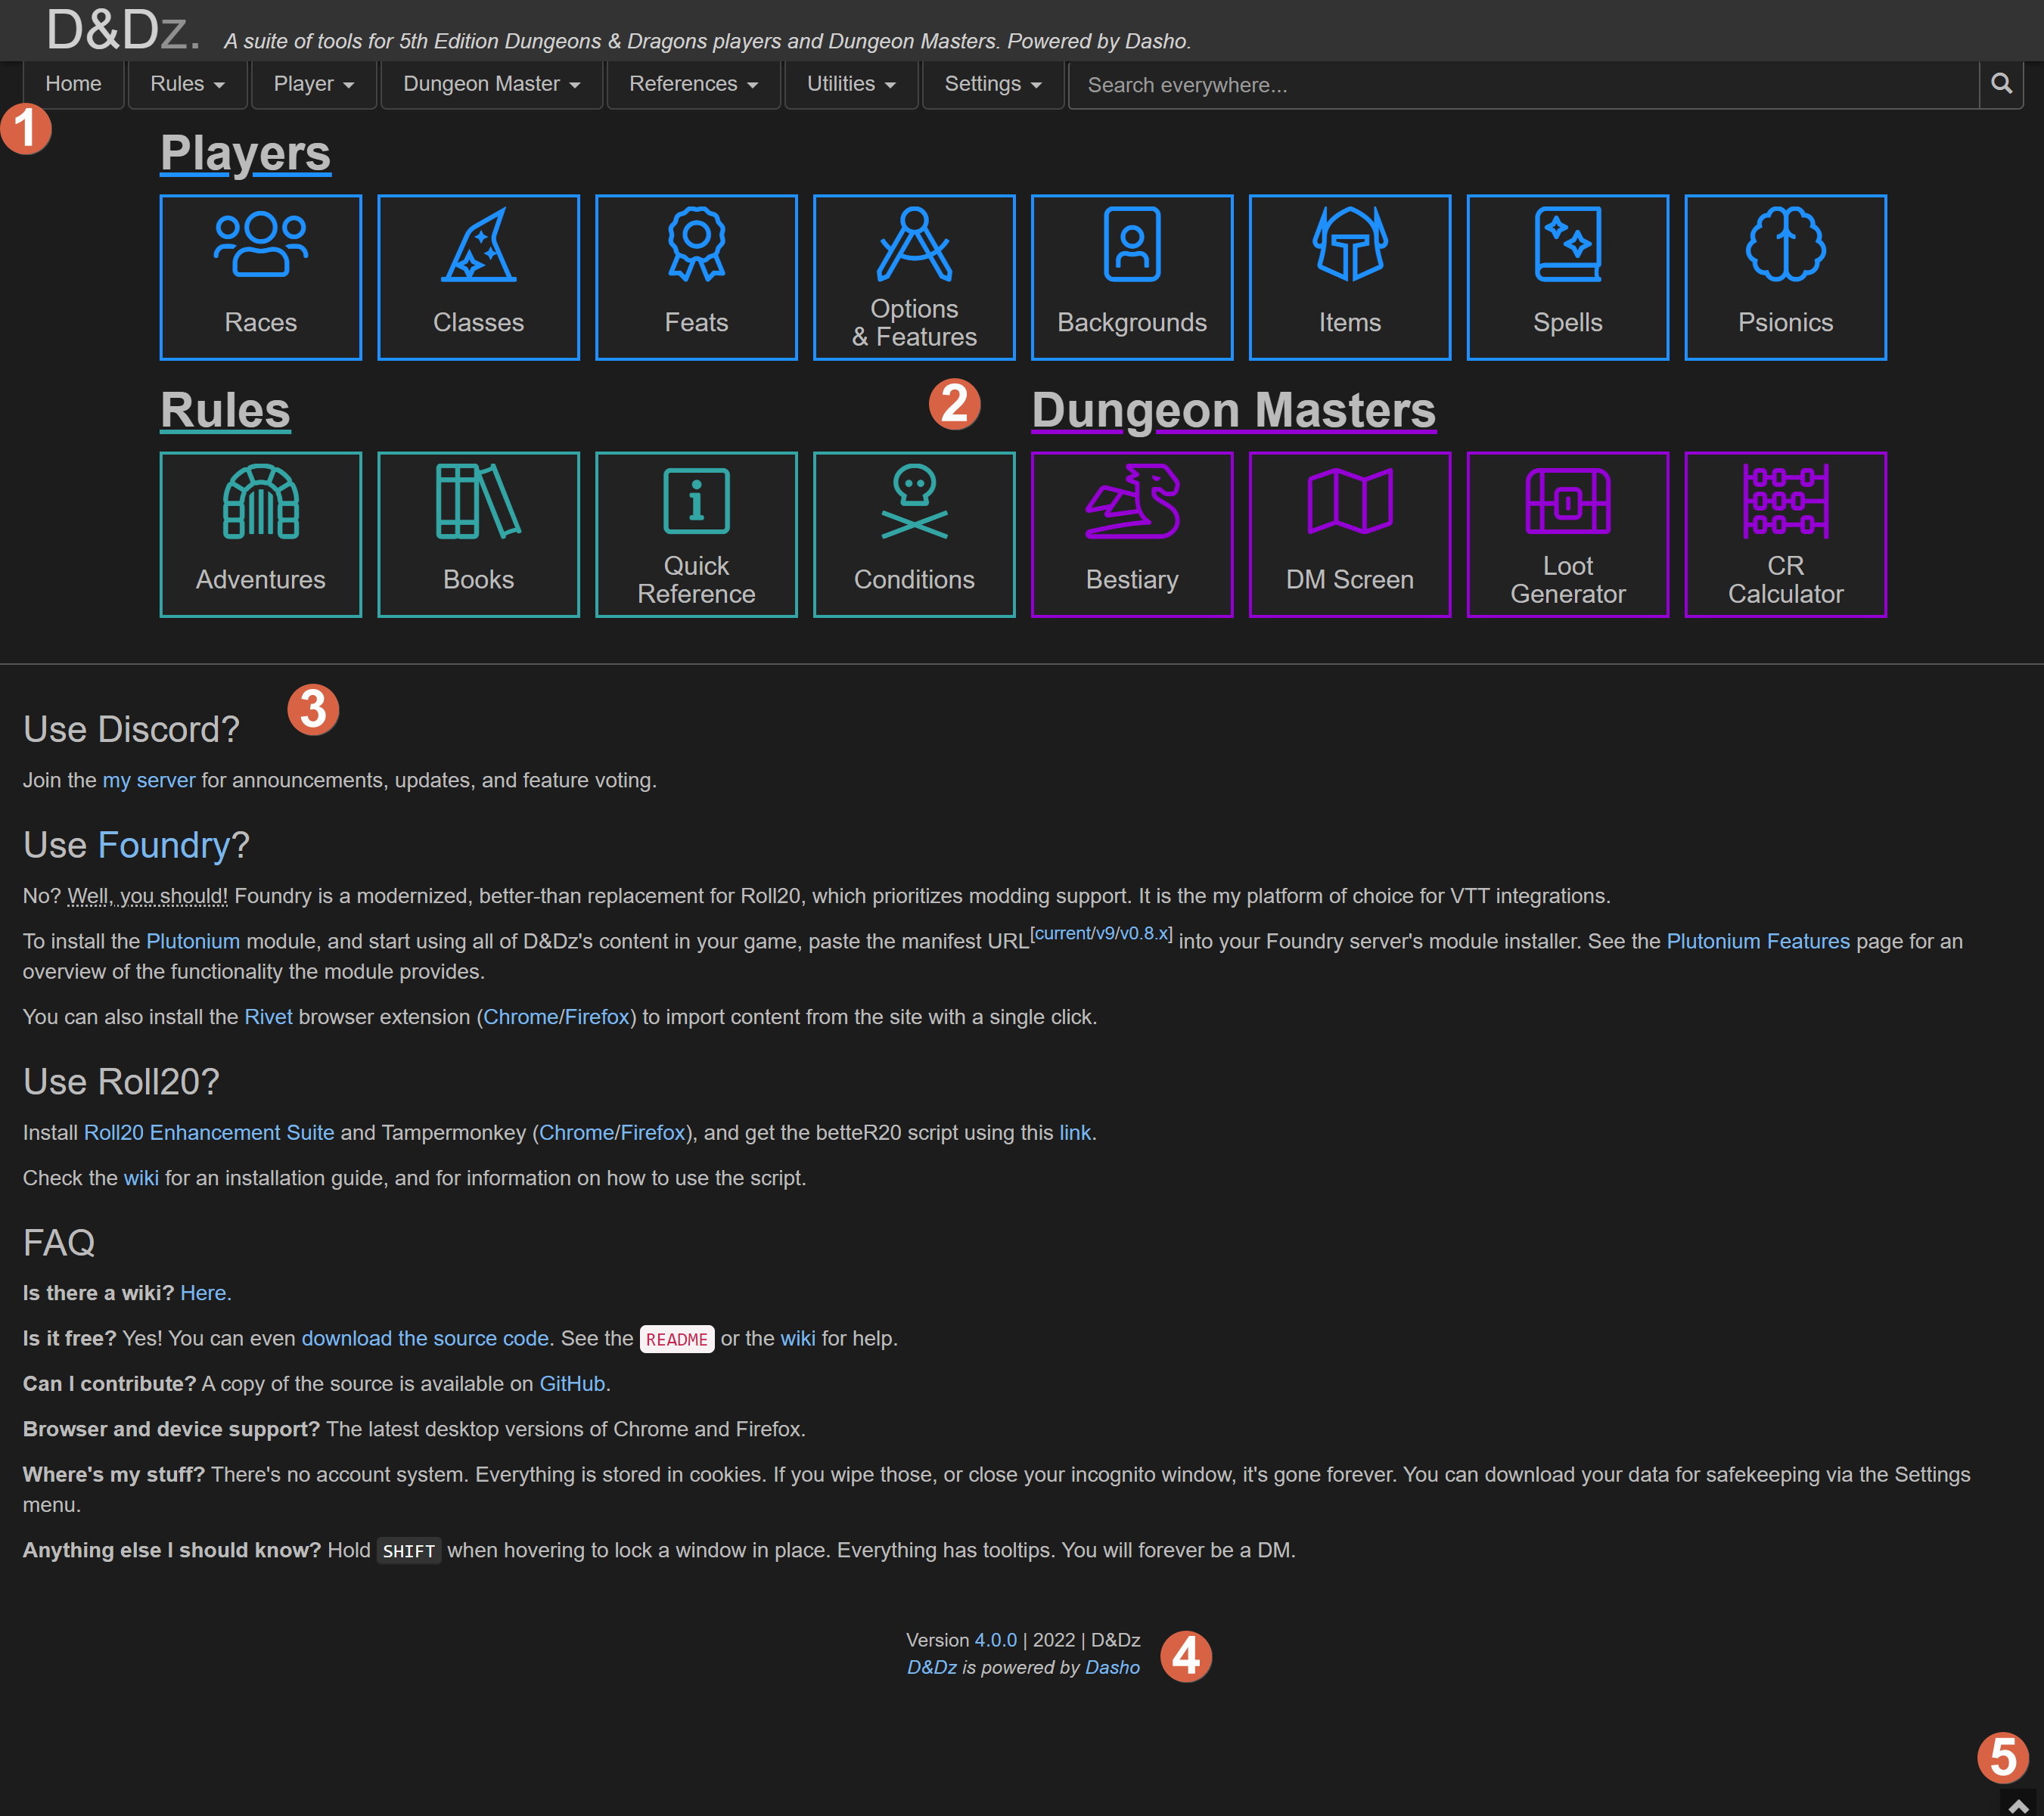 D&Dz. A suite of tools for 5th Edition Dungeons & Dragons players and Dungeon Masters. Powered by Dasho.
Home Rules Player Dungeon Master References Utilities Settings Search everywhere...
1
Players
Races Classes Feats Options & Features Backgrounds Items Spells Psionics
Rules 2 Dungeon Masters
Adventures Books Quick Reference Conditions Bestiary DM Screen Loot Generator CR Calculator
3
Use Discord?
Join the my server for announcements, updates, and feature voting.
Use Foundry?
No? Well, you should! Foundry is a modernized, better-than replacement for Roll20, which prioritizes modding support. It is the my platform of choice for VTT integrations.
To install the Plutonium module, and start using all of D&Dz's content in your game, paste the manifest URL[current/v9/v0.8.x] into your Foundry server's module installer. See the Plutonium Features page for an
overview of the functionality the module provides.
You can also install the Rivet browser extension (Chrome/Firefox) to import content from the site with a single click.
Use Roll20?
Install Roll20 Enhancement Suite and Tampermonkey (Chrome/Firefox), and get the betteR20 script using this link.
Check the wiki for an installation guide, and for information on how to use the script.
FAQ
Is there a wiki? Here.
Is it free? Yes! You can even download the source code. See the README or the wiki for help.
Can I contribute? A copy of the source is available on GitHub.
Browser and device support? The latest desktop versions of Chrome and Firefox.
Where's my stuff? There's no account system. Everything is stored in cookies. If you wipe those, or close your incognito window, it's gone forever. You can download your data for safekeeping via the Settings
menu.
Anything else I should know? Hold SHIFT when hovering to lock a window in place. Everything has tooltips. You will forever be a DM.
Version 4.0.0 | 2022 | D&Dz
D&Dz is powered by Dasho
4
5